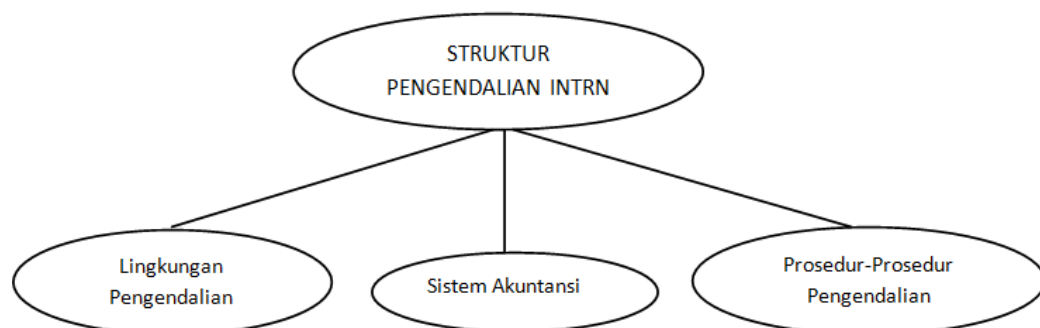 STRUKTUR
PENGENDALIAN INTRN
Lingkungan
Pengendalian
Sistem Akuntansi
Prosedur-Prosedur
Pengendalian